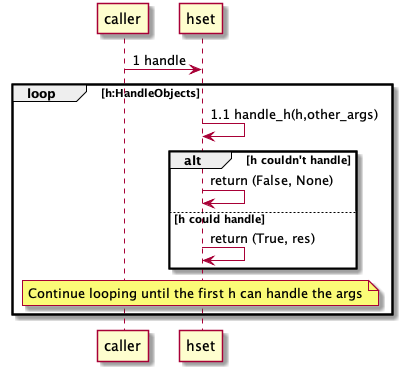 caller hset
1 handle
loop h:HandleObjects
1.1 handle_h(h,other_args)
alt h couldn't handle
return (False, None)
h could handle
return (True, res)
Continue looping until the first h can handle the args
caller hset